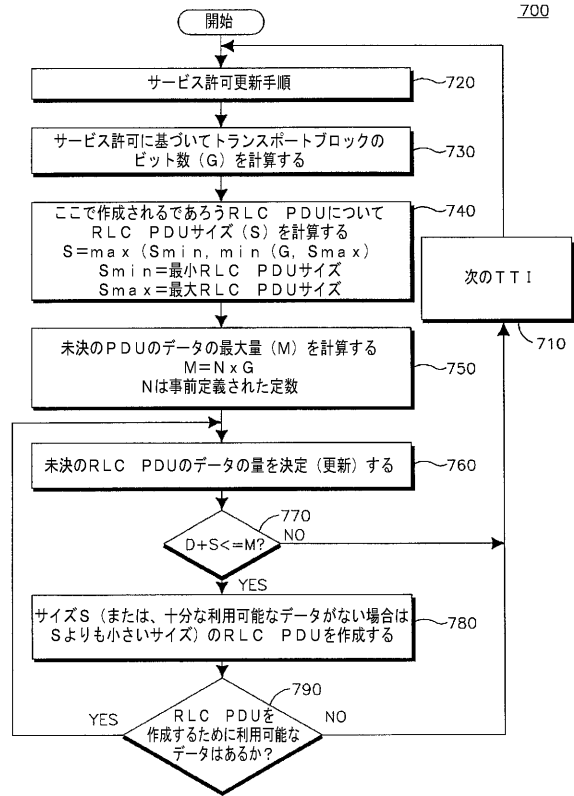 700
開始
サービス許可更新手順
720
サービス許可に基づいてトランスポートブロックの
ビット数（G）を計算する
730
ここで作成されるであろうRLC PDUについて
RLC PDUサイズ（S）を計算する
S＝max（Smin，min（G，Smax）
Smin＝最小RLC PDUサイズ
Smax＝最大RLC PDUサイズ
740
次のTTI
710
未決のPDUのデータの最大量（M）を計算する
M＝NxG
Nは事前定義された定数
750
未決のRLC PDUのデータの量を決定（更新）する
760
770
D+S<=M?
NO
YES
サイズS（または、十分な利用可能なデータがない場合は
Sよりも小さいサイズ）のRLC PDUを作成する
780
790
YES
RLC PDUを
作成するために利用可能な
データはあるか？
NO